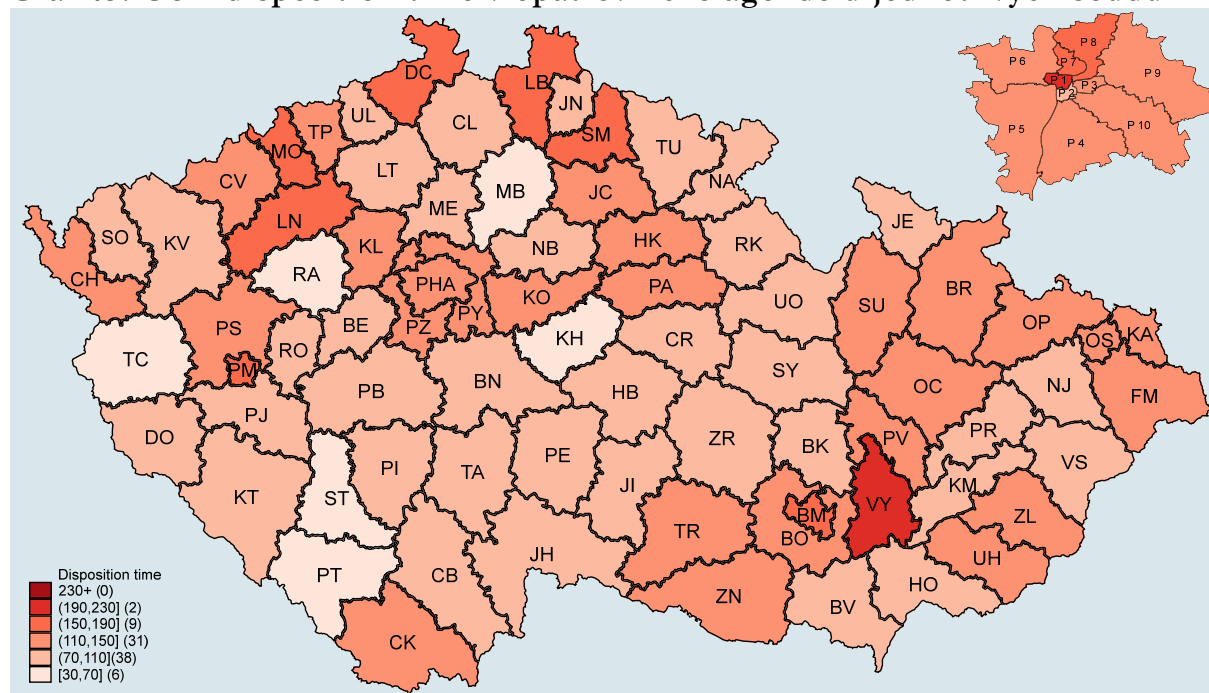 P 8
P 6
P 7
P 9
P 1
P 3
P 2
P 5
P 10
P 4
DC
LB
JN
UL
CL
TP
SM
TU
MO
LT
CV
NA
MB
JC
ME
LN
SO
KV
JE
KL
NB
HK
RK
RA
CH
PHA
KO
PA
BR
UO
SU
PS
BE
PZ
PY
OP
KA
OS
TC
RO
KH
CR
PM
SY
NJ
PB
BN
HB
OC
FM
PJ
DO
PV
PR
ZR
BK
PE
VS
PI
TA
KM
JI
KT
ST
VY
BM
ZL
TR
BO
JH
UH
PT
CB
HO
ZN
BV
CK
Disposition time
230+ (0)
(190,230] (2)
(150,190] (9)
(110,150] (31)
(70,110](38)
[30,70] (6)